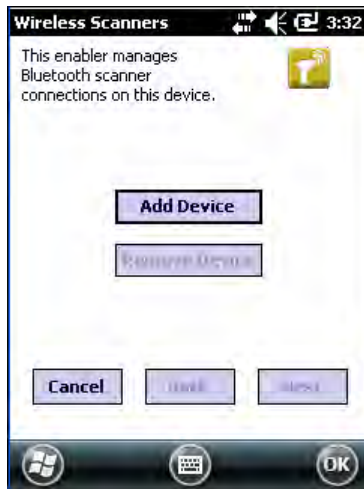 Wireless Scanners 3:32
This enabler manages
Bluetooth scanner
connections on this device.
Add Device
Remove Device
Cancel
OK